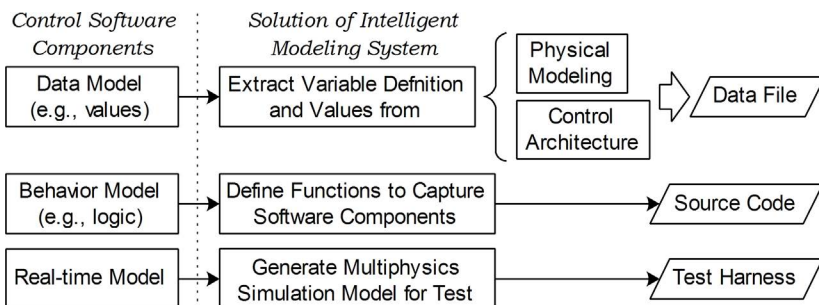 Control Software
Components
Solution of Intelligent
Modeling System
Data Model
(e.g., values)
Extract Variable Defnition
and Values from
Physical
Modeling
Control
Architecture
Data File
Behavior Model
(e.g., logic)
Define Functions to Capture
Software Components
Source Code
Real-time Model
Generate Multiphysics
Simulation Model for Test
Test Harness